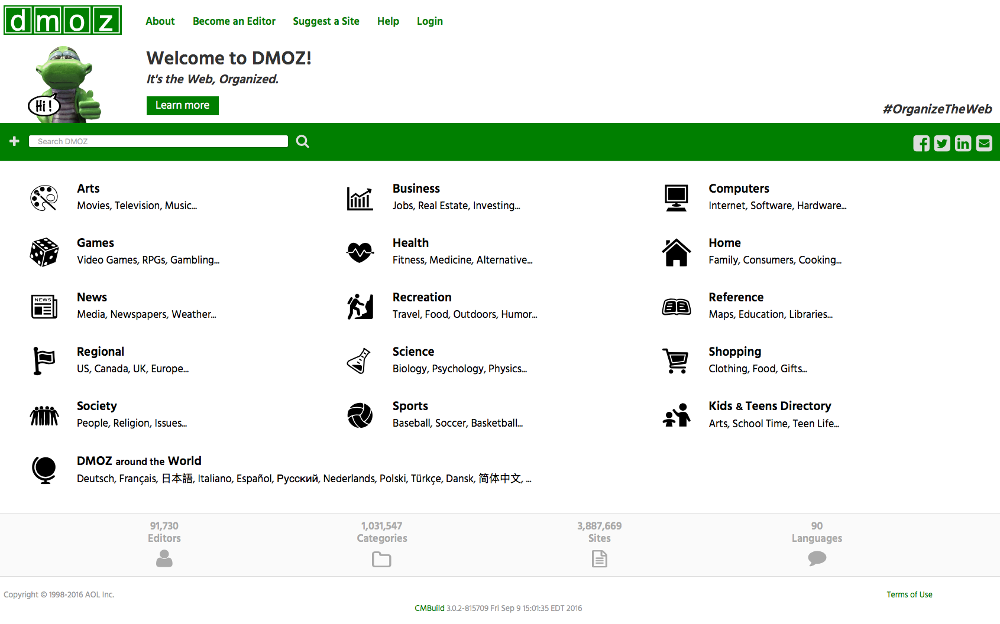 dmoz
About Become an Editor Suggest a Site Help Login
Welcome to DMOZ!
It's the Web, Organized.
Hi !
Learn more
#OrganizeTheWeb
Search DMOZ
Arts
Movies, Television, Music...
Business
Jobs, Real Estate, Investing...
Computers
Internet, Software, Hardware...
Games
Video Games, RPGs, Gambling...
Health
Fitness, Medicine, Alternative...
Home
Family, Consumers, Cooking...
NEWS
News
Media, Newspapers, Weather...
Recreation
Travel, Food, Outdoors, Humor...
Reference
Maps, Education, Libraries...
Regional
US, Canada, UK, Europe...
Science
Biology, Psychology, Physics...
Shopping
Clothing, Food, Gifts...
Society
People, Religion, Issues...
Sports
Baseball, Soccer, Basketball...
Kids & Teens Directory
Arts, School Time, Teen Life...
DMOZ around the World
Deutsch, Français, 日本語, Italiano, Español, Русский, Nederlands, Polski, Türkçe, Dansk, 简体中文, ...
91,730
Editors
1,031,547
Categories
3,887,669
Sites
90
Languages
Copyright © 1998-2016 AOL Inc.
Terms of Use
CMBuild 3.0.2-815709 Fri Sep 9 15:01:35 EDT 2016